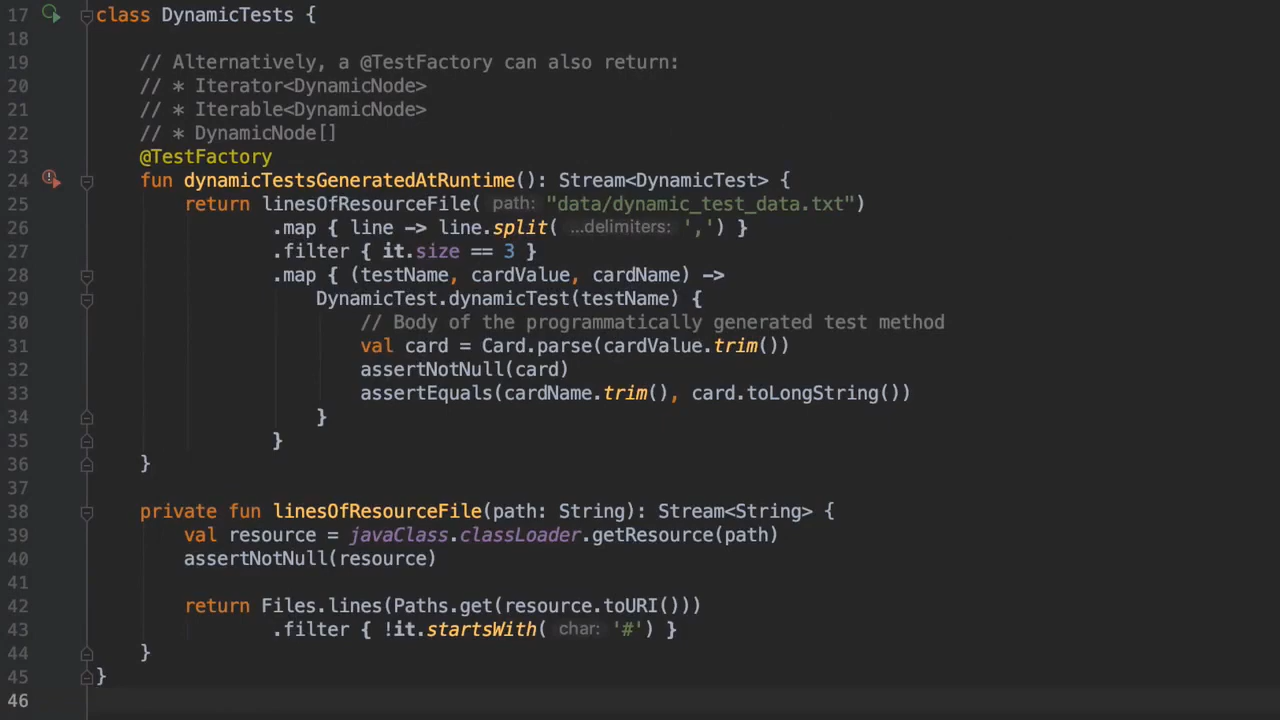 17 class DynamicTests {
18
19 // Alternatively, a @TestFactory can also return:
20 // * Iterator<DynamicNode>
21 // * Iterable<DynamicNode>
22 // * DynamicNode[]
23 @TestFactory
24 fun dynamicTestsGeneratedAtRuntime(): Stream<DynamicTest> {
25 return linesOfResourceFile( path: "data/dynamic_test_data.txt")
26 .map { line -> line.split( ...delimiters: ',') }
27 .filter { it.size == 3 }
28 .map { (testName, cardValue, cardName) ->
29 DynamicTest.dynamicTest(testName) {
30 // Body of the programmatically generated test method
31 val card = Card.parse(cardValue.trim())
32 assertNotNull(card)
33 assertEquals(cardName.trim(), card.toLongString())
34 }
35 }
36 }
37
38 private fun linesOfResourceFile(path: String): Stream<String> {
39 val resource = javaClass.classLoader.getResource(path)
40 assertNotNull(resource)
41
42 return Files.lines(Paths.get(resource.toURI()))
43 .filter { !it.startsWith( char: '#') }
44 }
45 }
46